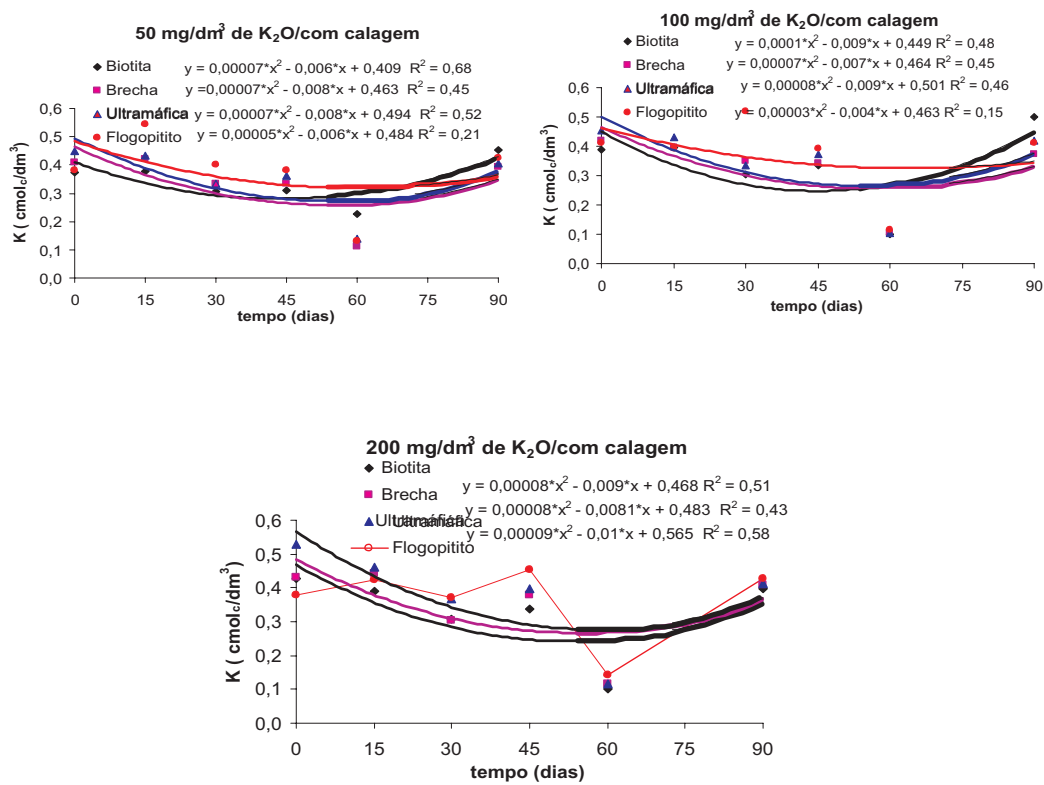 50 mg/dm³ de K₂O/com calagem
Biotita y = 0,00007*x² - 0,006*x + 0,409 R² = 0,68
Brecha y =0,00007*x² - 0,008*x + 0,463 R² = 0,45
Ultramáfica y = 0,00007*x² - 0,008*x + 0,494 R² = 0,52
Flogopitito y = 0,00005*x² - 0,006*x + 0,484 R² = 0,21
0,6
0,5
0,4
0,3
0,2
0,1
0,0
K ( cmolc/dm³)
0 15 30 45 60 75 90
tempo (dias)
100 mg/dm³ de K₂O/com calagem
Biotita y = 0,0001*x² - 0,009*x + 0,449 R² = 0,48
Brecha y = 0,00007*x² - 0,007*x + 0,464 R² = 0,45
Ultramáfica y = 0,00008*x² - 0,009*x + 0,501 R² = 0,46
Flogopitito y = 0,00003*x² - 0,004*x + 0,463 R² = 0,15
0,6
0,5
0,4
0,3
0,2
0,1
0,0
K ( cmolc/dm³)
0 15 30 45 60 75 90
tempo (dias)
200 mg/dm³ de K₂O/com calagem
Biotita
Brecha y = 0,00008*x² - 0,009*x + 0,468 R² = 0,51
y = 0,00008*x² - 0,0081*x + 0,483 R² = 0,43
Ultramáfica
y = 0,00009*x² - 0,01*x + 0,565 R² = 0,58
Flogopitito
0,6
0,5
0,4
0,3
0,2
0,1
0,0
K ( cmolc/dm³)
0 15 30 45 60 75 90
tempo (dias)